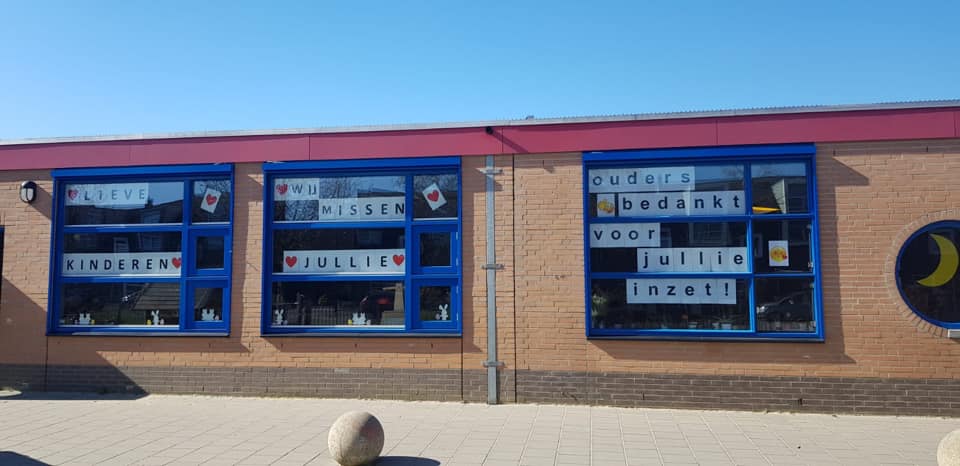 LIEVE
KINDEREN
WIJ
MISSEN
JULLIE
ouders
bedankt
voor
jullie
inzet!